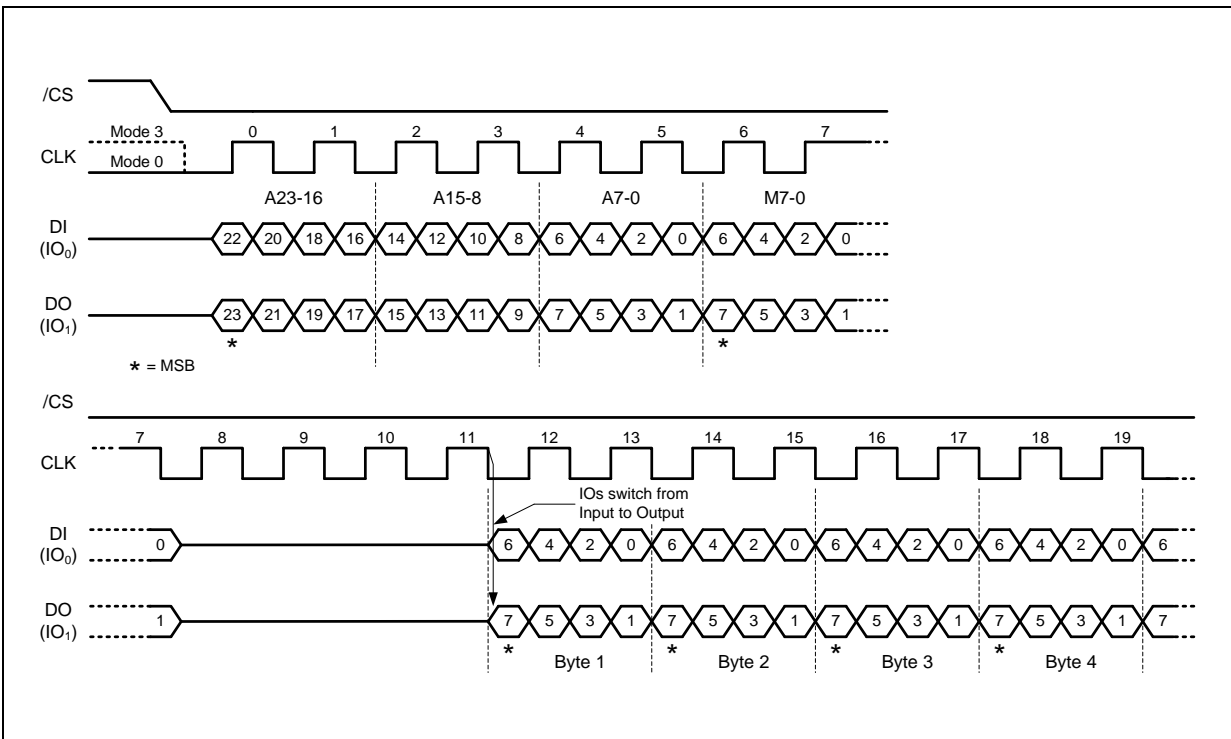 /CS
Mode 3 0 1 2 3 4 5 6 7
CLK
Mode 0
A23-16 A15-8 A7-0 M7-0
DI
(IO0) 22 20 18 16 14 12 10 8 6 4 2 0 6 4 2 0
DO
(IO1) 23 21 19 17 15 13 11 9 7 5 3 1 7 5 3 1
* *
* = MSB
/CS
7 8 9 10 11 12 13 14 15 16 17 18 19
CLK
IOs switch from
Input to Output
DI
(IO0) 0 6 4 2 0 6 4 2 0 6 4 2 0 6 4 2 0 6
DO
(IO1) 1 7 5 3 1 7 5 3 1 7 5 3 1 7 5 3 1 7
* Byte 1 * Byte 2 * Byte 3 * Byte 4